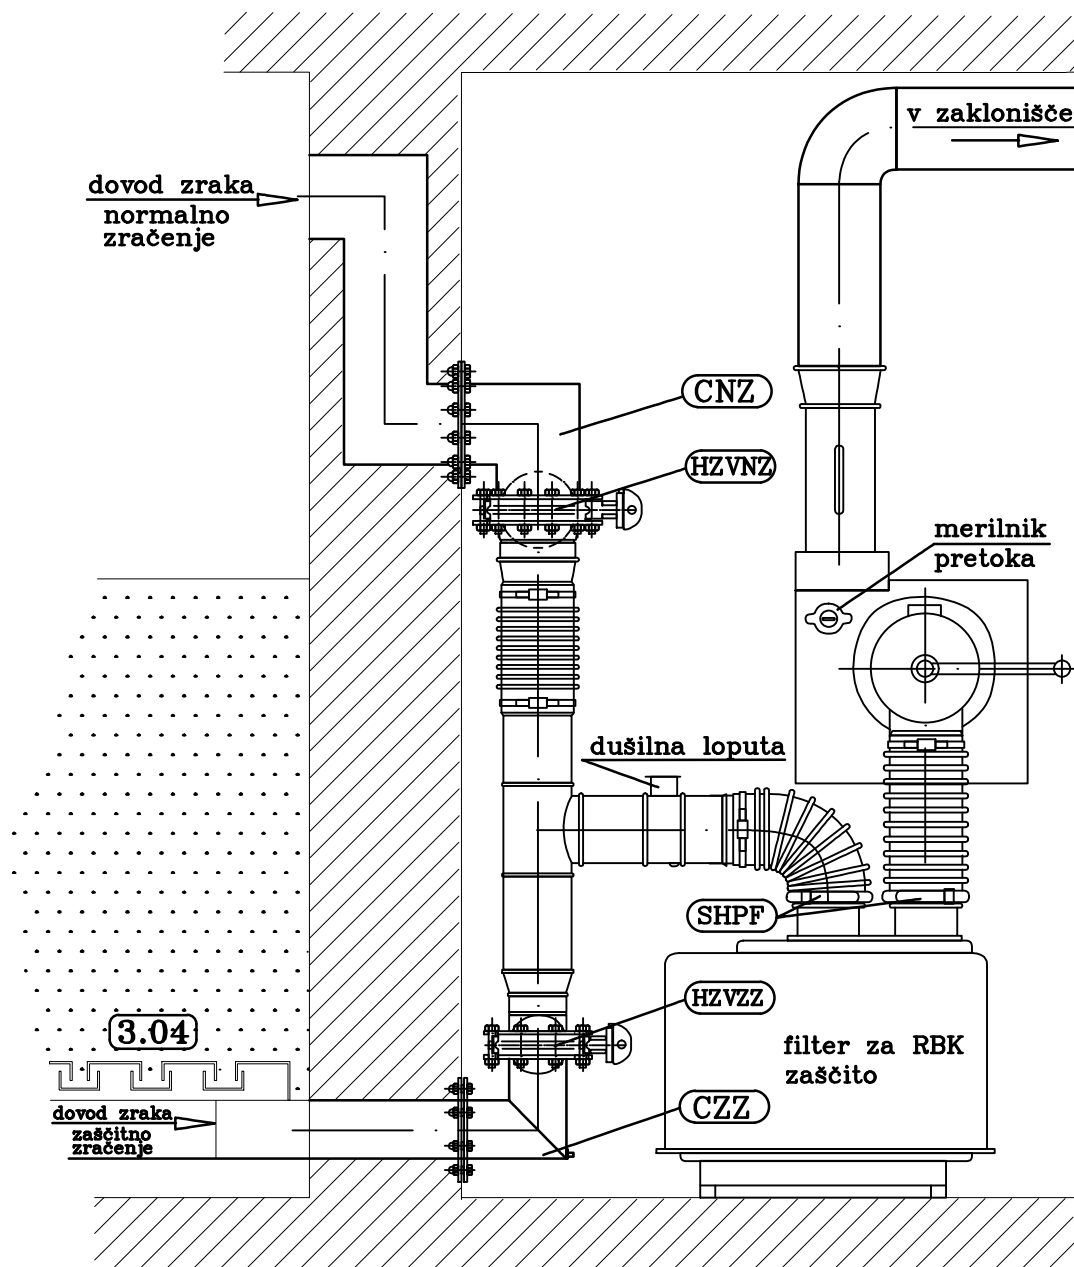 v zaklonišče
dovod zraka
normalno
zračenje
CNZ
HZVNZ
merilnik
pretoka
dušilna loputa
SHPF
HZVZZ
3.04
filter za RBK
zaščito
dovod zraka
zaščitno
zračenje
CZZ